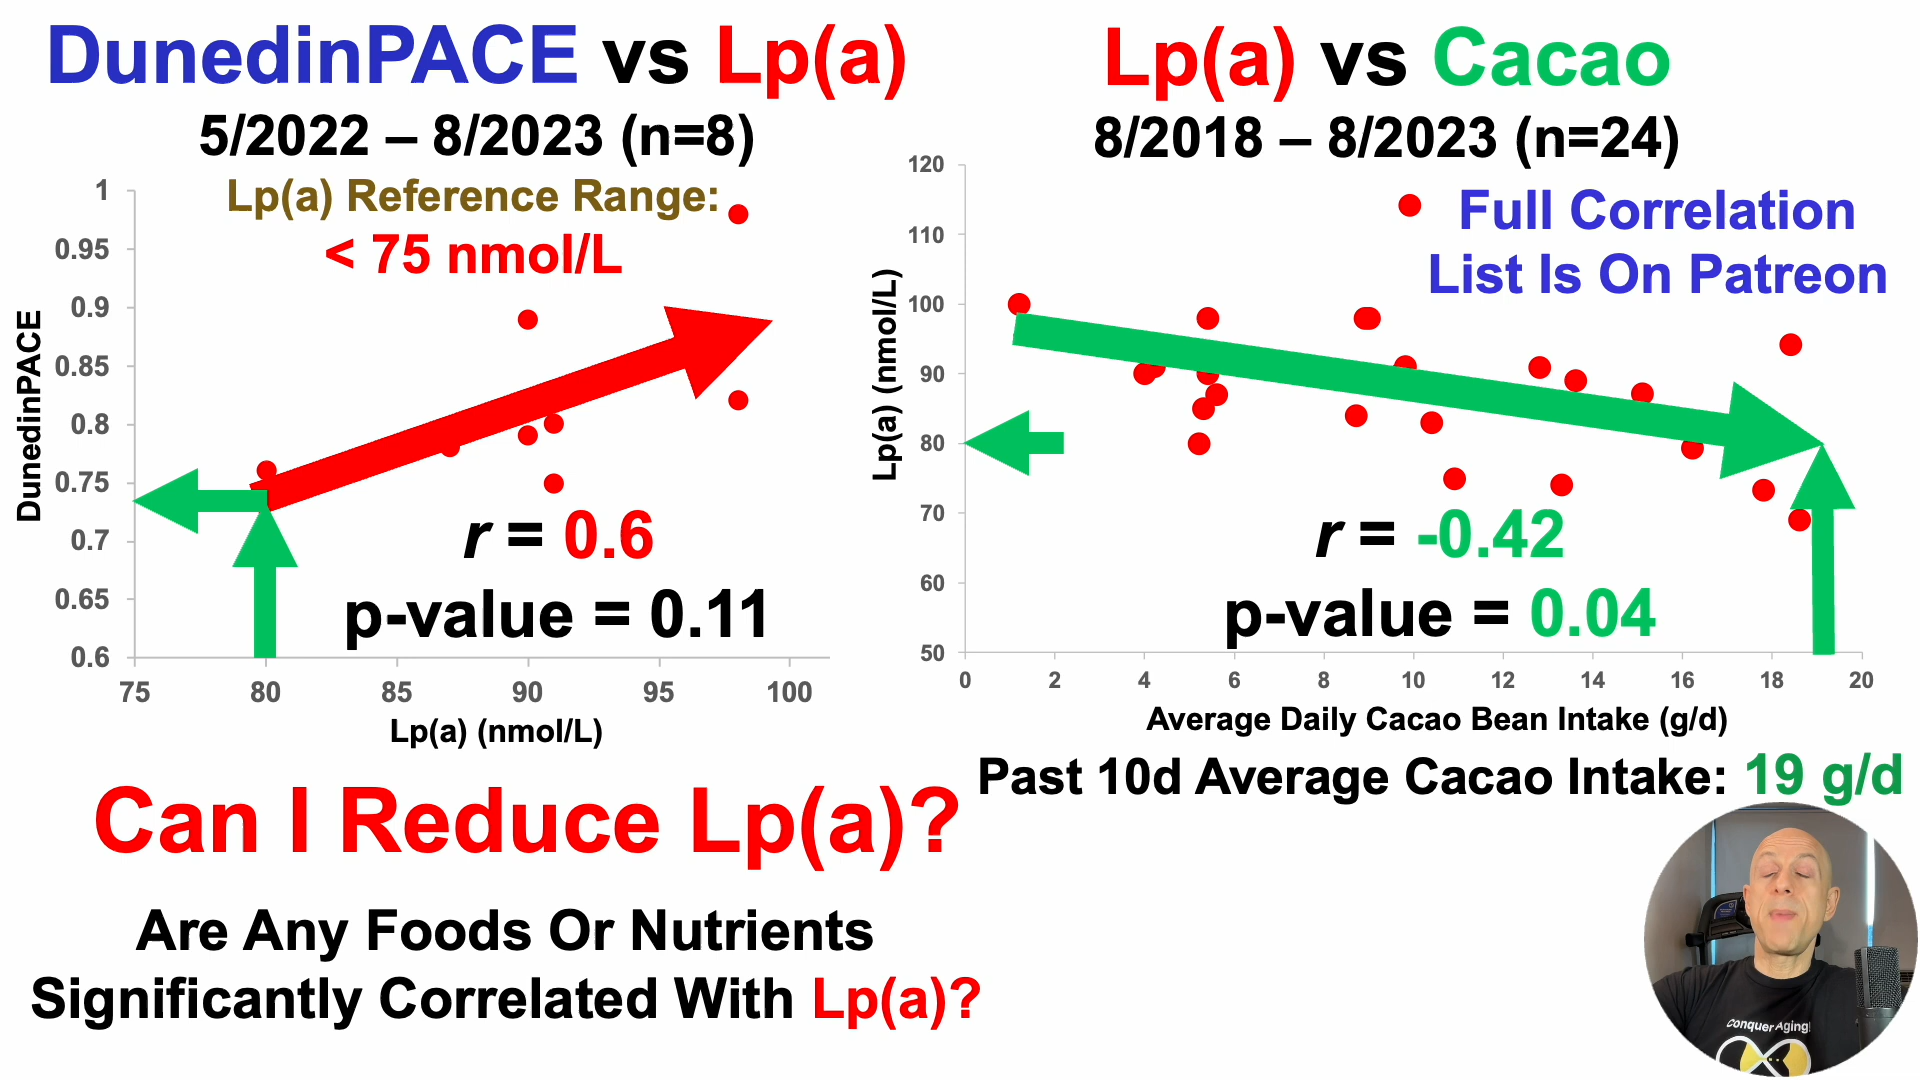 DunedinPACE vs Lp(a)
5/2022 – 8/2023 (n=8)
Lp(a) Reference Range:
< 75 nmol/L
1
0.95
0.9
0.85
0.8
0.75
0.7
0.65
0.6
DunedinPACE
r = 0.6
p-value = 0.11
75 80 85 90 95 100
Lp(a) (nmol/L)
Lp(a) vs Cacao
8/2018 – 8/2023 (n=24)
Full Correlation
List Is On Patreon
120
110
100
90
80
70
60
50
Lp(a) (nmol/L)
r = -0.42
p-value = 0.04
0 2 4 6 8 10 12 14 16 18 20
Average Daily Cacao Bean Intake (g/d)
Past 10d Average Cacao Intake: 19 g/d
Can I Reduce Lp(a)?
Are Any Foods Or Nutrients
Significantly Correlated With Lp(a)?
Conquer Aging